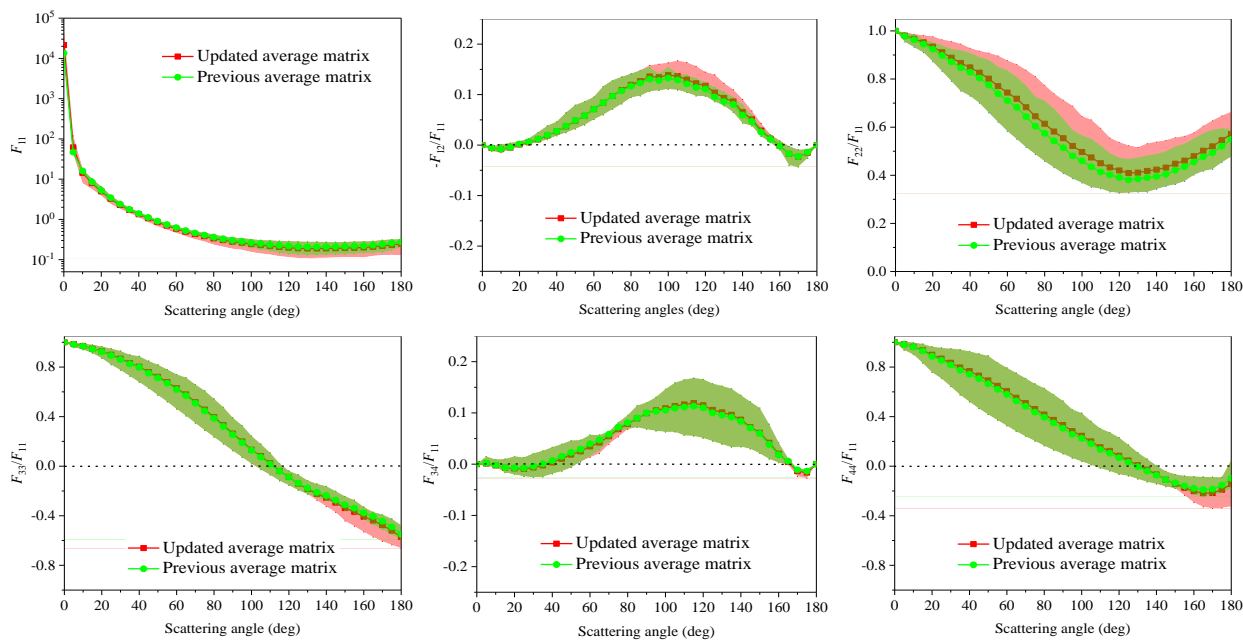 10^5
10^4
10^3
10^2
10^1
10^0
10^-1
F11
Updated average matrix
Previous average matrix
0 20 40 60 80 100 120 140 160 180
Scattering angle (deg)
0.2
0.1
0.0
-0.1
-0.2
-F12/F11
Updated average matrix
Previous average matrix
0 20 40 60 80 100 120 140 160 180
Scattering angles (deg)
1.0
0.8
0.6
0.4
0.2
0.0
F22/F11
Updated average matrix
Previous average matrix
0 20 40 60 80 100 120 140 160 180
Scattering angle (deg)
0.8
0.4
0.0
-0.4
-0.8
F33/F11
Updated average matrix
Previous average matrix
0 20 40 60 80 100 120 140 160 180
Scattering angle (deg)
0.2
0.1
0.0
-0.1
-0.2
F34/F11
Updated average matrix
Previous average matrix
0 20 40 60 80 100 120 140 160 180
Scattering angle (deg)
0.8
0.4
0.0
-0.4
-0.8
F44/F11
Updated average matrix
Previous average matrix
0 20 40 60 80 100 120 140 160 180
Scattering angle (deg)